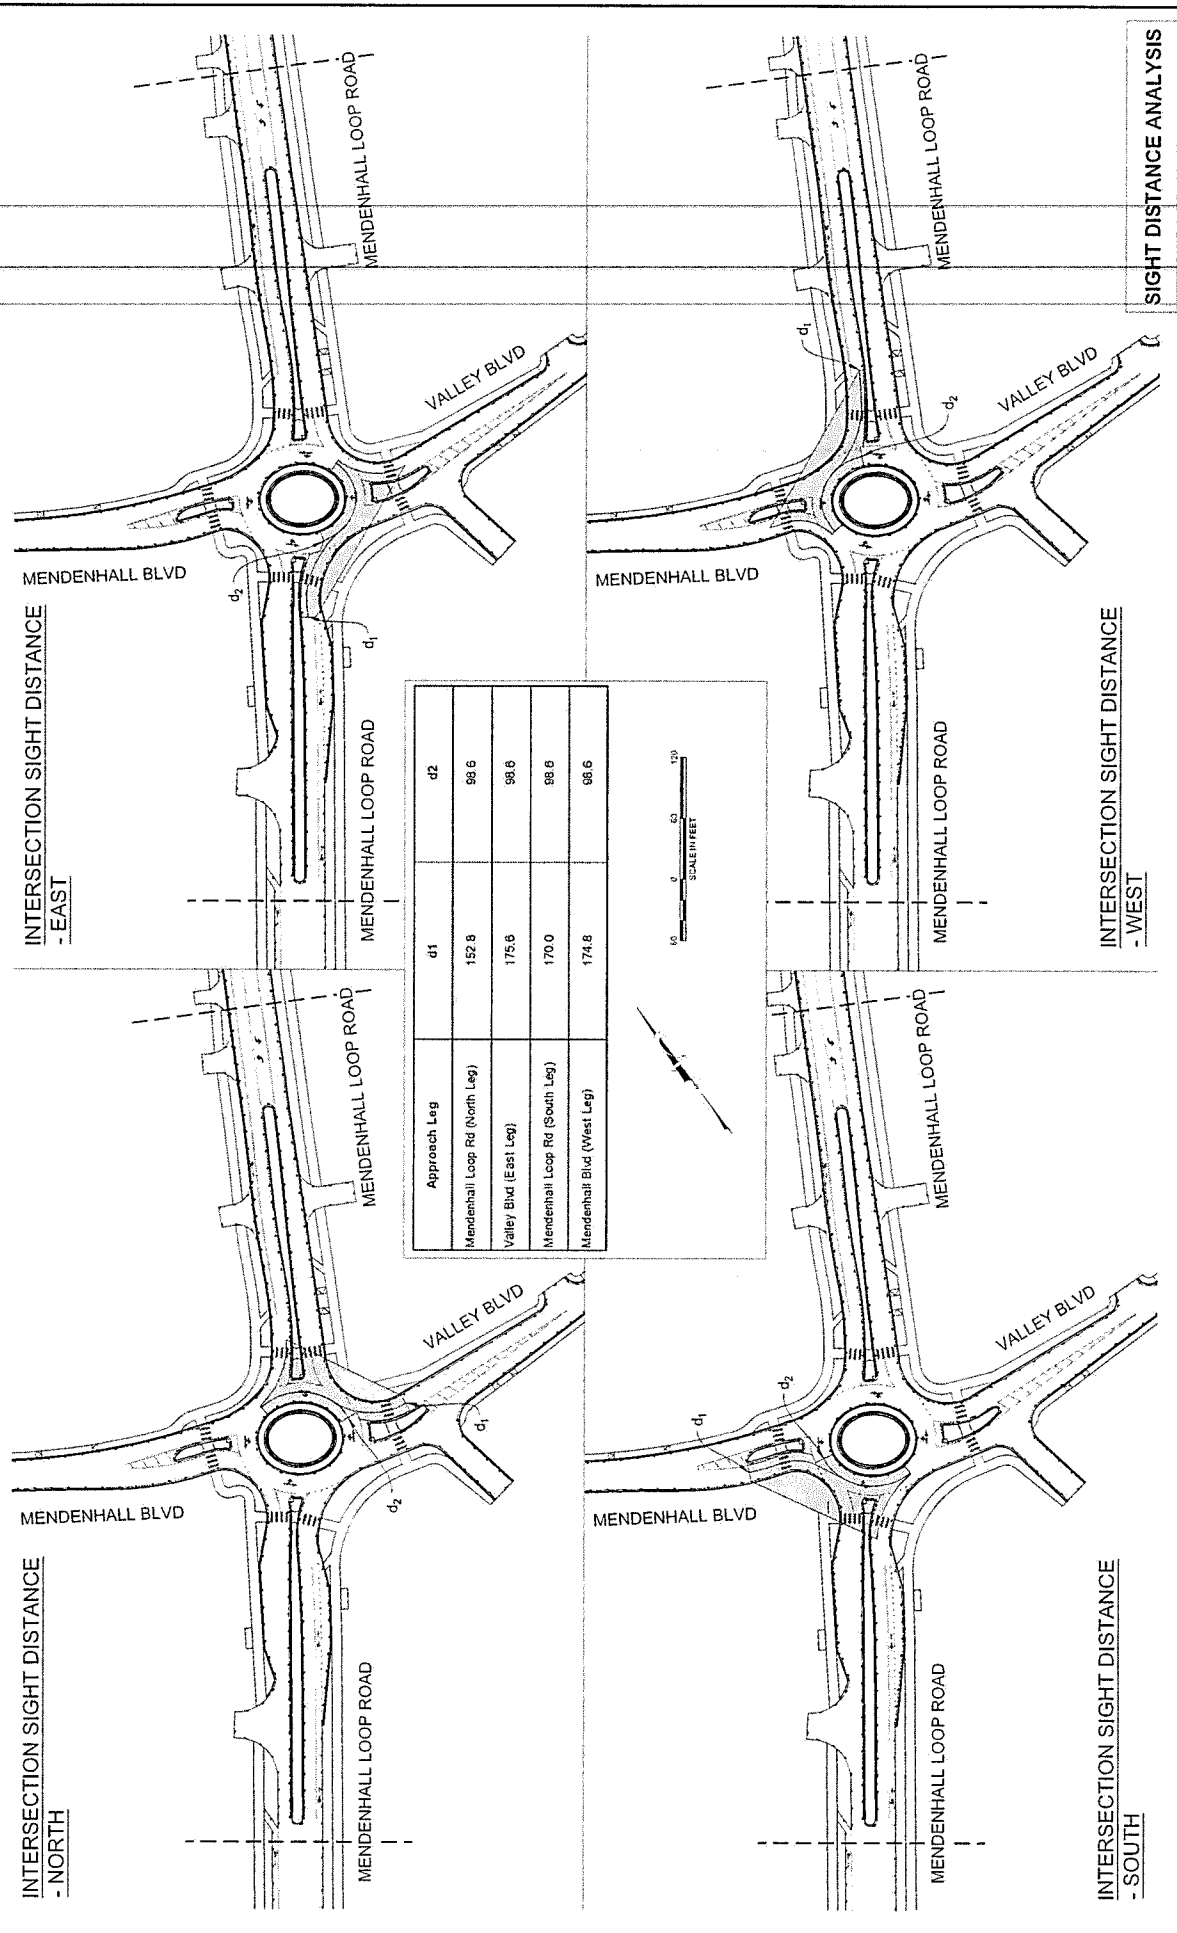 INTERSECTION SIGHT DISTANCE
- NORTH
MENDENHALL BLVD
MENDENHALL LOOP ROAD
MENDENHALL LOOP ROAD
VALLEY BLVD
d1
d2
INTERSECTION SIGHT DISTANCE
- EAST
MENDENHALL BLVD
MENDENHALL LOOP ROAD
MENDENHALL LOOP ROAD
VALLEY BLVD
d2
d1
Approach Leg d1 d2
Mendenhall Loop Rd (North Leg) 152.8 98.6
Valley Blvd (East Leg) 175.6 98.6
Mendenhall Loop Rd (South Leg) 170.0 98.6
Mendenhall Blvd (West Leg) 174.8 98.6
60 0 60 120
SCALE IN FEET
MENDENHALL BLVD
MENDENHALL LOOP ROAD
MENDENHALL LOOP ROAD
VALLEY BLVD
d1
d2
INTERSECTION SIGHT DISTANCE
- SOUTH
MENDENHALL BLVD
MENDENHALL LOOP ROAD
MENDENHALL LOOP ROAD
VALLEY BLVD
d1
d2
INTERSECTION SIGHT DISTANCE
- WEST
SIGHT DISTANCE ANALYSIS